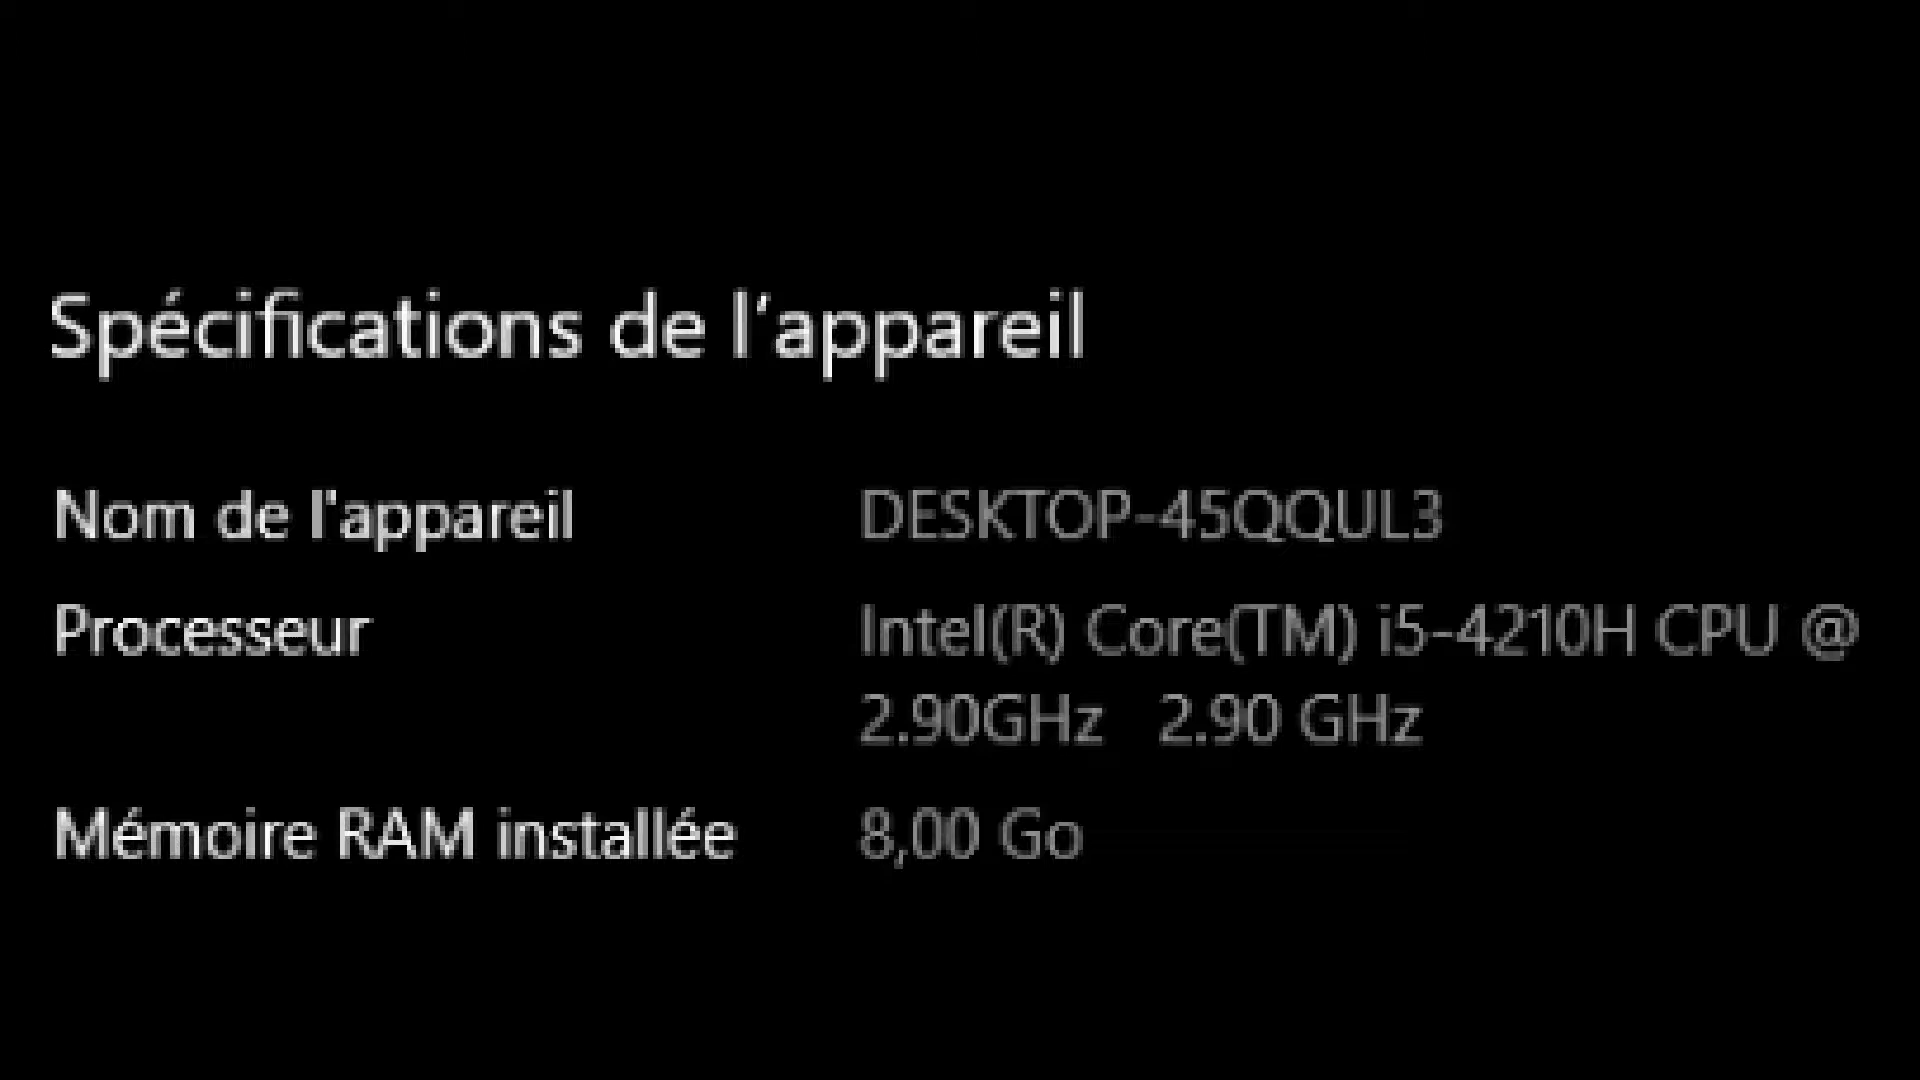 Spécifications de l’appareil
Nom de l'appareil DESKTOP-45QQUL3
Processeur Intel(R) Core(TM) i5-4210H CPU @
2.90GHz 2.90 GHz
Mémoire RAM installée 8,00 Go